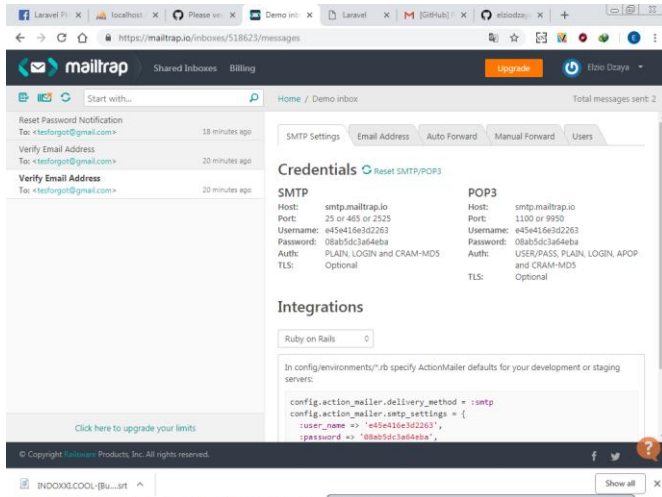 Laravel P
localhost
Please ve
Demo inb
Laravel
[GitHub]
elziodzay
https://mailtrap.io/inboxes/518623/messages
mailtrap
Shared Inboxes
Billing
Upgrade
Elzio Dzaya
Start with...
Home / Demo inbox
Total messages sent: 2
Reset Password Notification
To: <tesforgot@gmail.com>
18 minutes ago
Verify Email Address
To: <tesforgot@gmail.com>
20 minutes ago
Verify Email Address
To: <tesforgot@gmail.com>
20 minutes ago
SMTP Settings
Email Address
Auto Forward
Manual Forward
Users
Credentials Reset SMTP/POP3
SMTP
Host: smtp.mailtrap.io
Port: 25 or 465 or 2525
Username: e45e416e3d2263
Password: 08ab5dc3a64eba
Auth: PLAIN, LOGIN and CRAM-MD5
TLS: Optional
POP3
Host: smtp.mailtrap.io
Port: 1100 or 9950
Username: e45e416e3d2263
Password: 08ab5dc3a64eba
Auth: USER/PASS, PLAIN, LOGIN, APOP
and CRAM-MD5
TLS: Optional
Integrations
Ruby on Rails
In config/environments/*.rb specify ActionMailer defaults for your development or staging
servers:
config.action_mailer.delivery_method = :smtp
config.action_mailer.smtp_settings = {
:user_name => 'e45e416e3d2263',
:password => '08ab5dc3a64eba',
Click here to upgrade your limits
© Copyright Railsware Products, Inc. All rights reserved.
?
INDOXXI.COOL-[Bu....srt
Show all